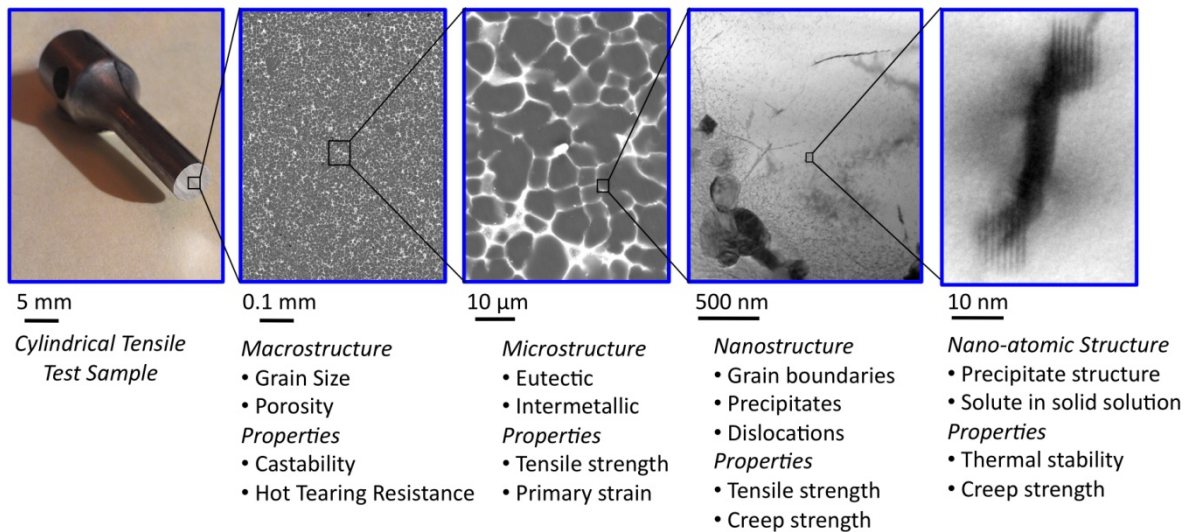 5 mm
Cylindrical Tensile
Test Sample
0.1 mm
Macrostructure
• Grain Size
• Porosity
Properties
• Castability
• Hot Tearing Resistance
10 µm
Microstructure
• Eutectic
• Intermetallic
Properties
• Tensile strength
• Primary strain
500 nm
Nanostructure
• Grain boundaries
• Precipitates
• Dislocations
Properties
• Tensile strength
• Creep strength
10 nm
Nano-atomic Structure
• Precipitate structure
• Solute in solid solution
Properties
• Thermal stability
• Creep strength